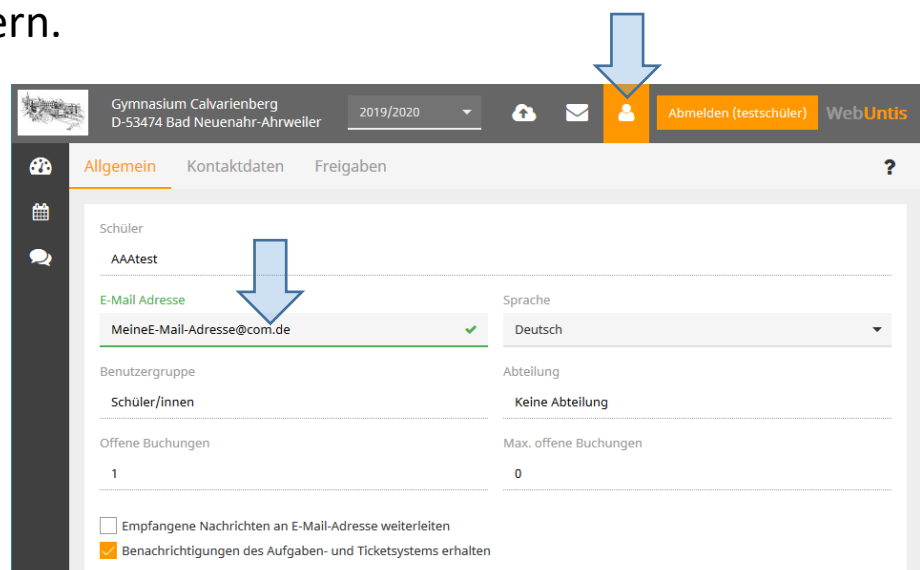 ern.
Gymnasium Calvarienberg
D-53474 Bad Neuenahr-Ahrweiler
2019/2020
Abmelden (testschüler)
WebUntis
Allgemein Kontaktdaten Freigaben ?
Schüler
AAAtest
E-Mail Adresse Sprache
MeineE-Mail-Adresse@com.de Deutsch
Benutzergruppe Abteilung
Schüler/innen Keine Abteilung
Offene Buchungen Max. offene Buchungen
1 0
Empfangene Nachrichten an E-Mail-Adresse weiterleiten
Benachrichtigungen des Aufgaben- und Ticketsystems erhalten